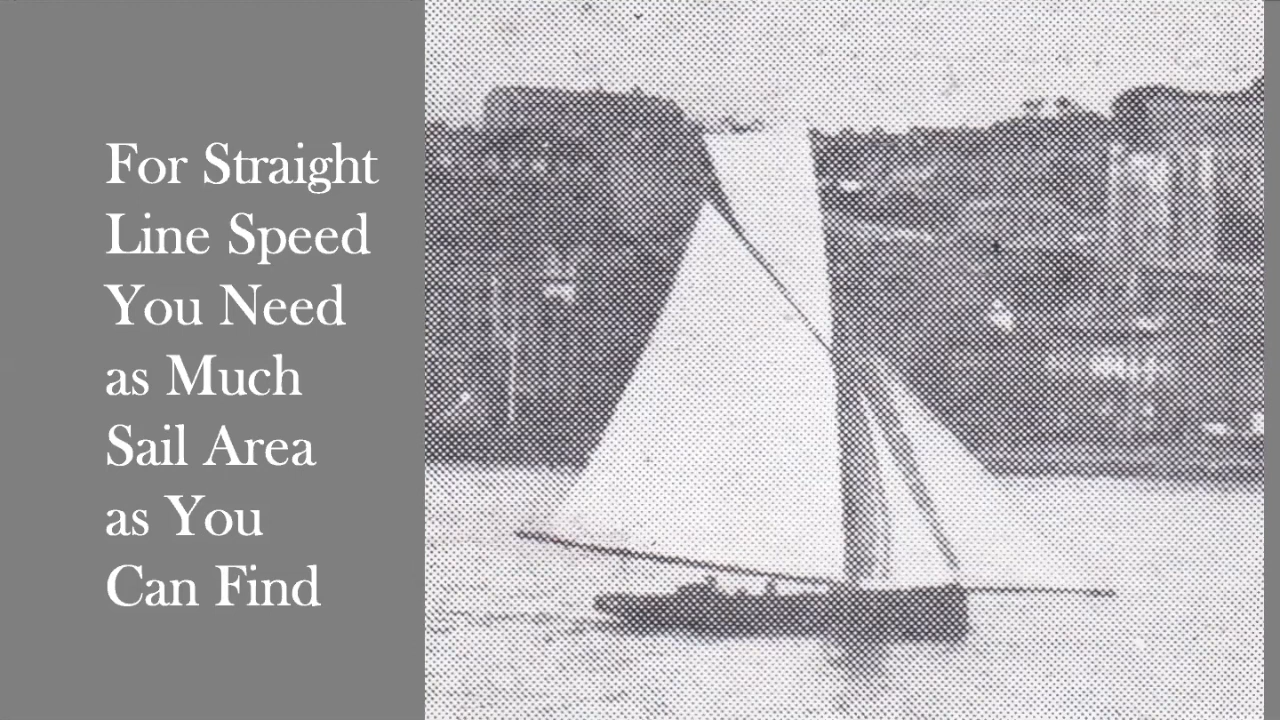 For Straight
Line Speed
You Need
as Much
Sail Area
as You
Can Find